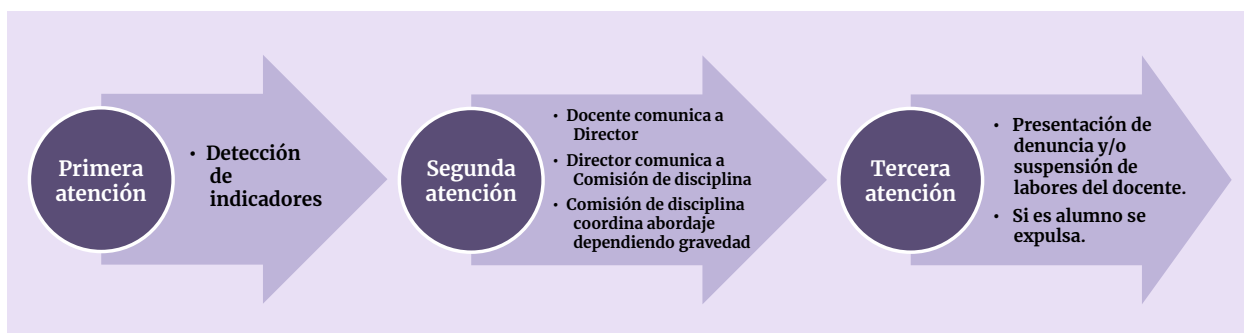 Primera
atención
• Detección
de
indicadores
Segunda
atención
• Docente comunica a
Director
• Director comunica a
Comisión de disciplina
• Comisión de disciplina
coordina abordaje
dependiendo gravedad
Tercera
atención
• Presentación de
denuncia y/o
suspensión de
labores del docente.
• Si es alumno se
expulsa.